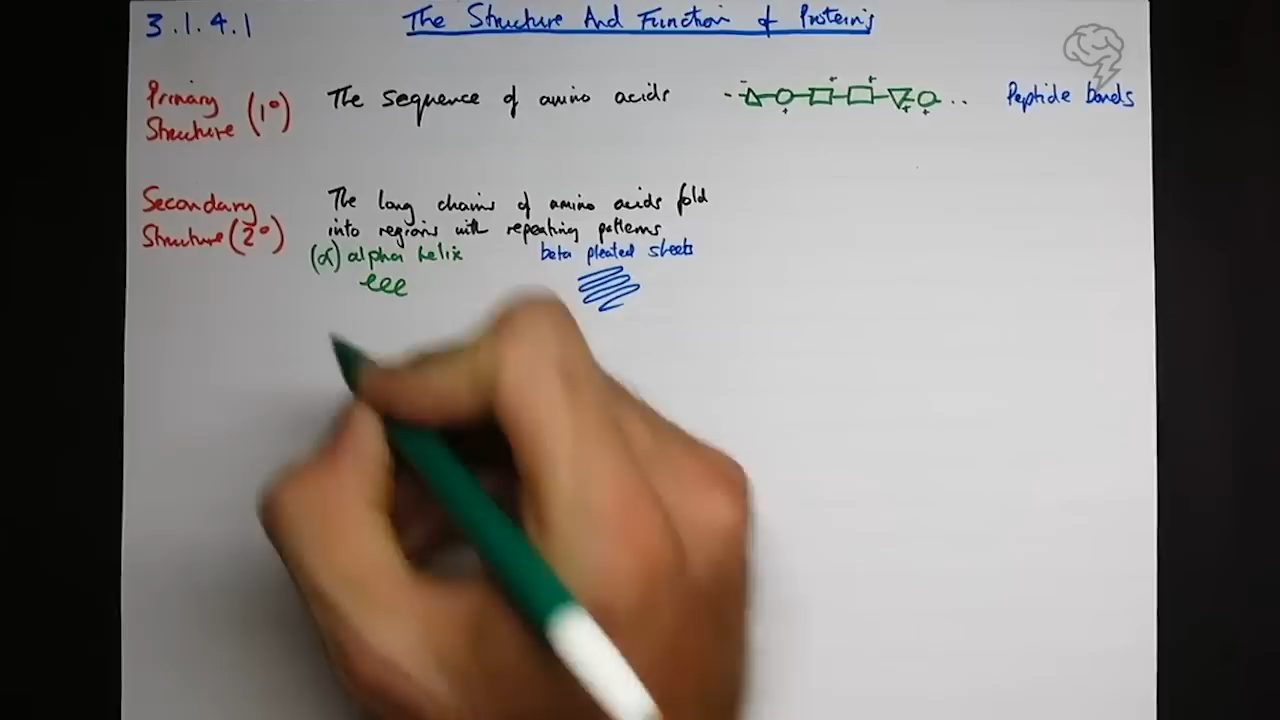 3.1.4.1 The Structure And Function of Proteins
Primary
Structure (1°)
The sequence of amino acids
Peptide bonds
Secondary
Structure (2°)
The long chains of amino acids fold
into regions with repeating patterns
(α) alpha helix
beta pleated sheets